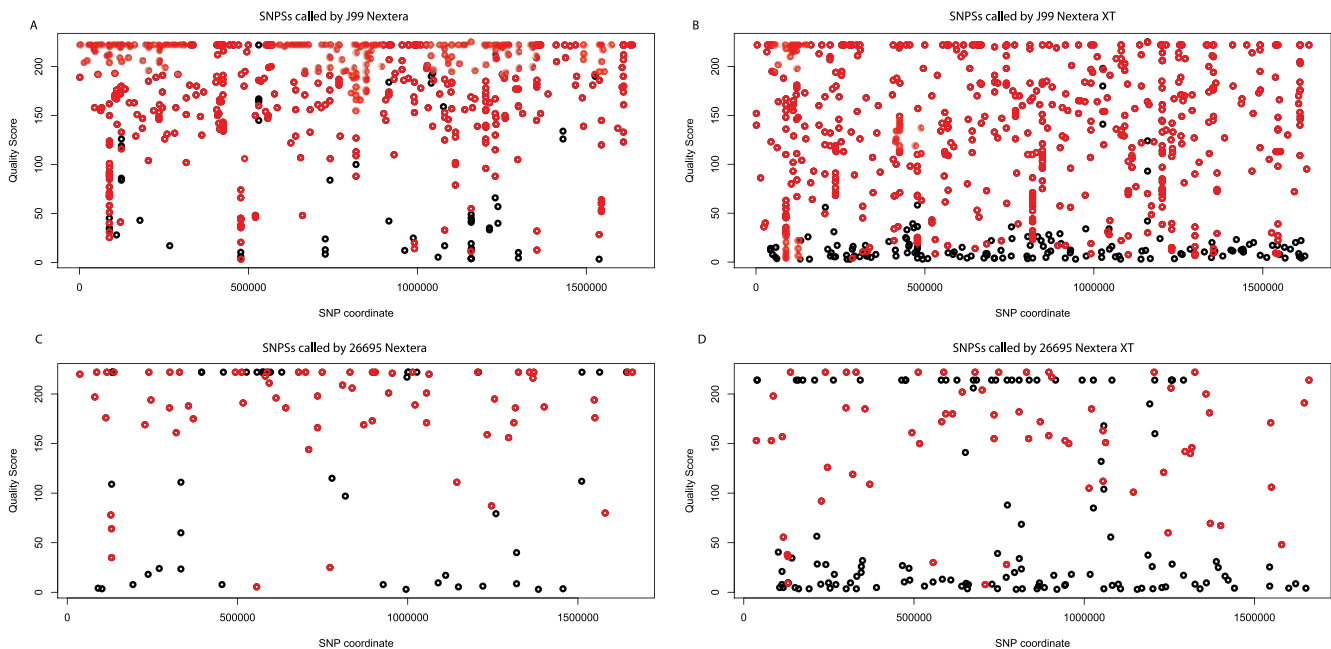 A
SNPSs called by J99 Nextera
Quality Score
0
50
100
150
200
0
500000
1000000
1500000
SNP coordinate
B
SNPSs called by J99 Nextera XT
Quality Score
0
50
100
150
200
0
500000
1000000
1500000
SNP coordinate
C
SNPSs called by 26695 Nextera
Quality Score
0
50
100
150
200
0
500000
1000000
1500000
SNP coordinate
D
SNPSs called by 26695 Nextera XT
Quality Score
0
50
100
150
200
0
500000
1000000
1500000
SNP coordinate